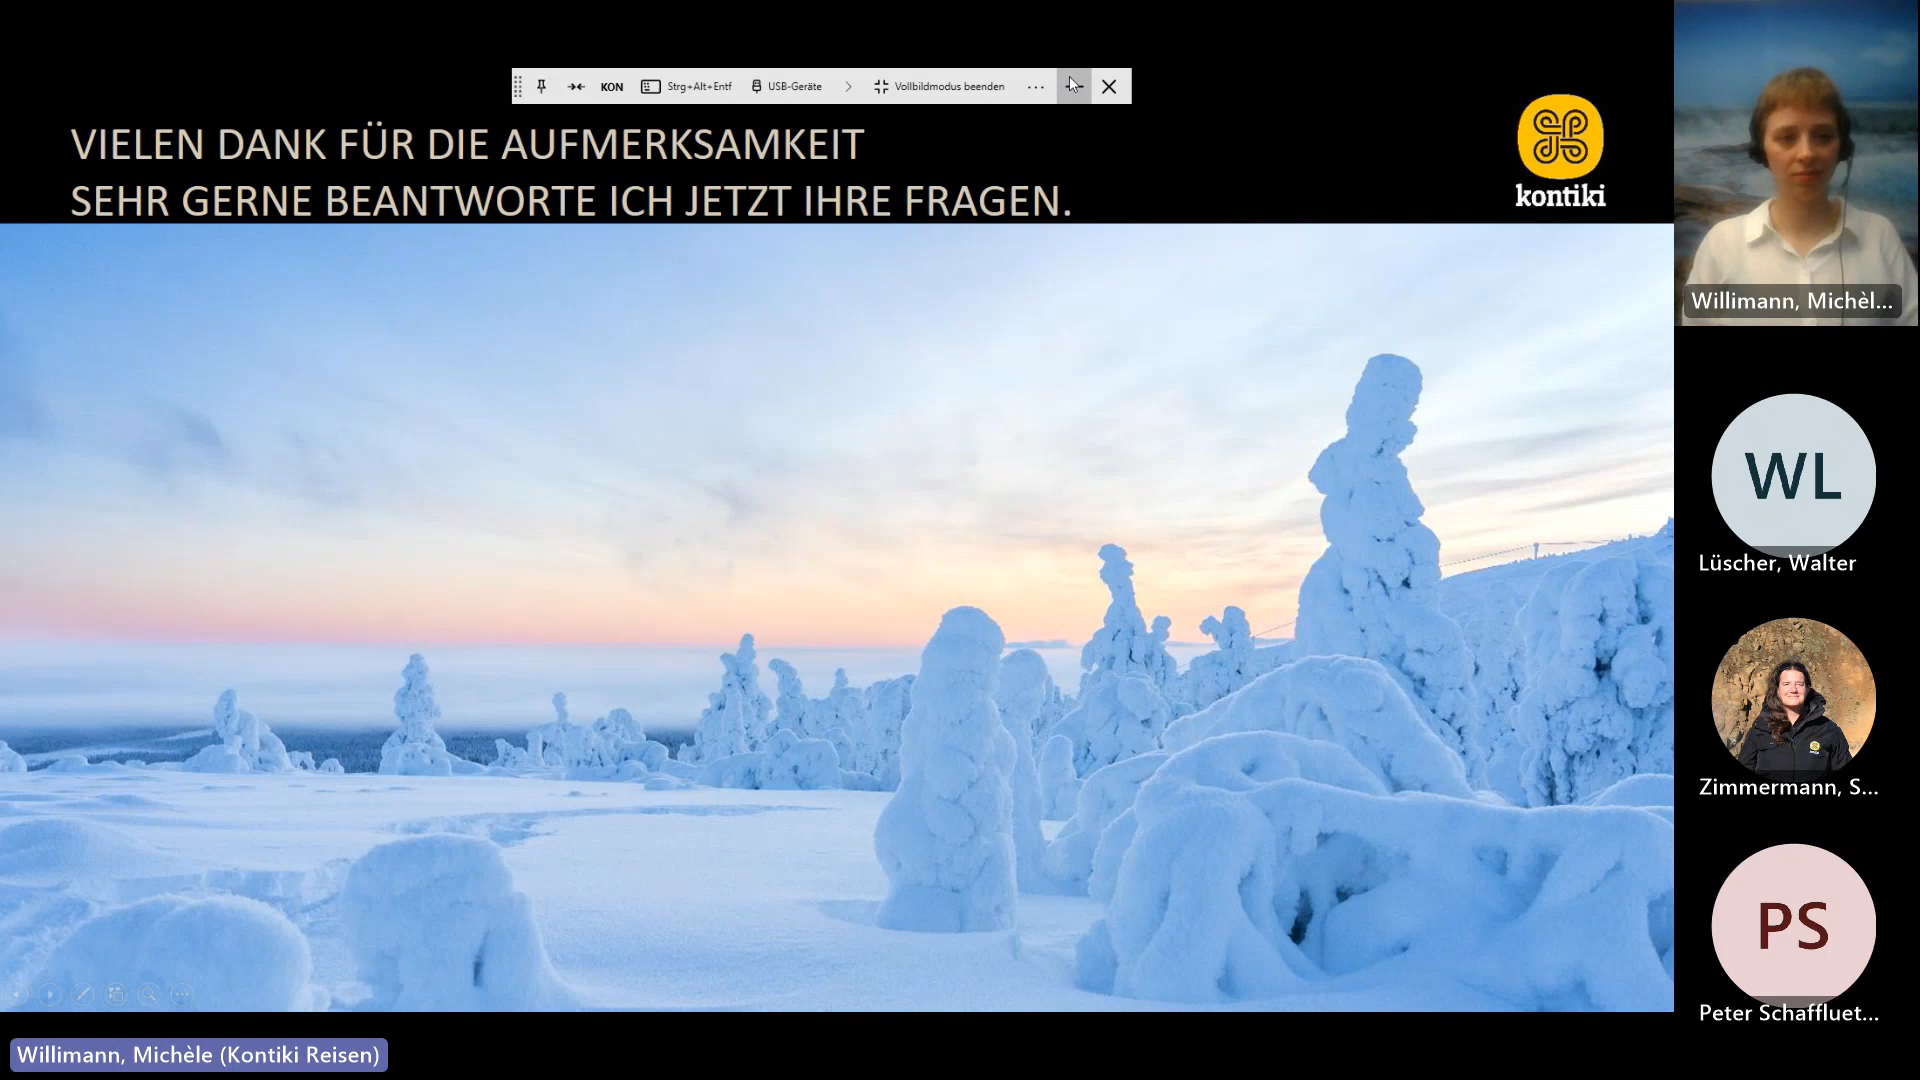 KON
Strg+Alt+Entf
USB-Geräte
Vollbildmodus beenden
VIELEN DANK FÜR DIE AUFMERKSAMKEIT
SEHR GERNE BEANTWORTE ICH JETZT IHRE FRAGEN.
kontiki
Willimann, Michèl...
WL
Lüscher, Walter
Zimmermann, S...
PS
Peter Schaffluet...
Willimann, Michèle (Kontiki Reisen)